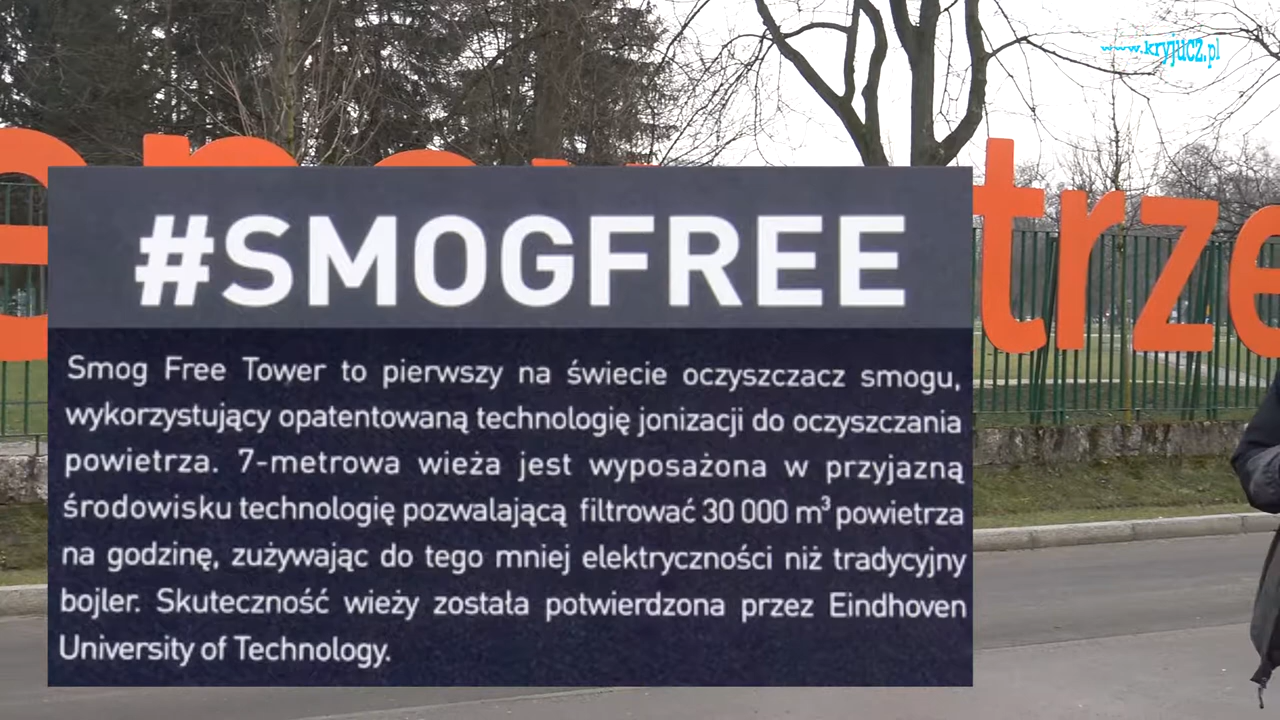 www.kryjucz.pl
trze
#SMOGFREE
Smog Free Tower to pierwszy na świecie oczyszczacz smogu,
wykorzystujący opatentowaną technologię jonizacji do oczyszczania
powietrza. 7-metrowa wieża jest wyposażona w przyjazną
środowisku technologię pozwalającą filtrować 30 000 m³ powietrza
na godzinę, zużywając do tego mniej elektryczności niż tradycyjny
bojler. Skuteczność wieży została potwierdzona przez Eindhoven
University of Technology.